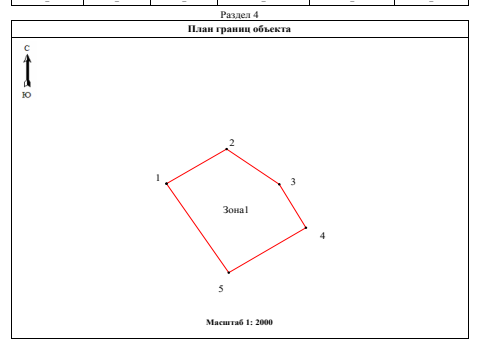 – – – – – –
Раздел 4
План границ объекта
С
Ю
2
1
3
Зона1
4
5
Масштаб 1: 2000